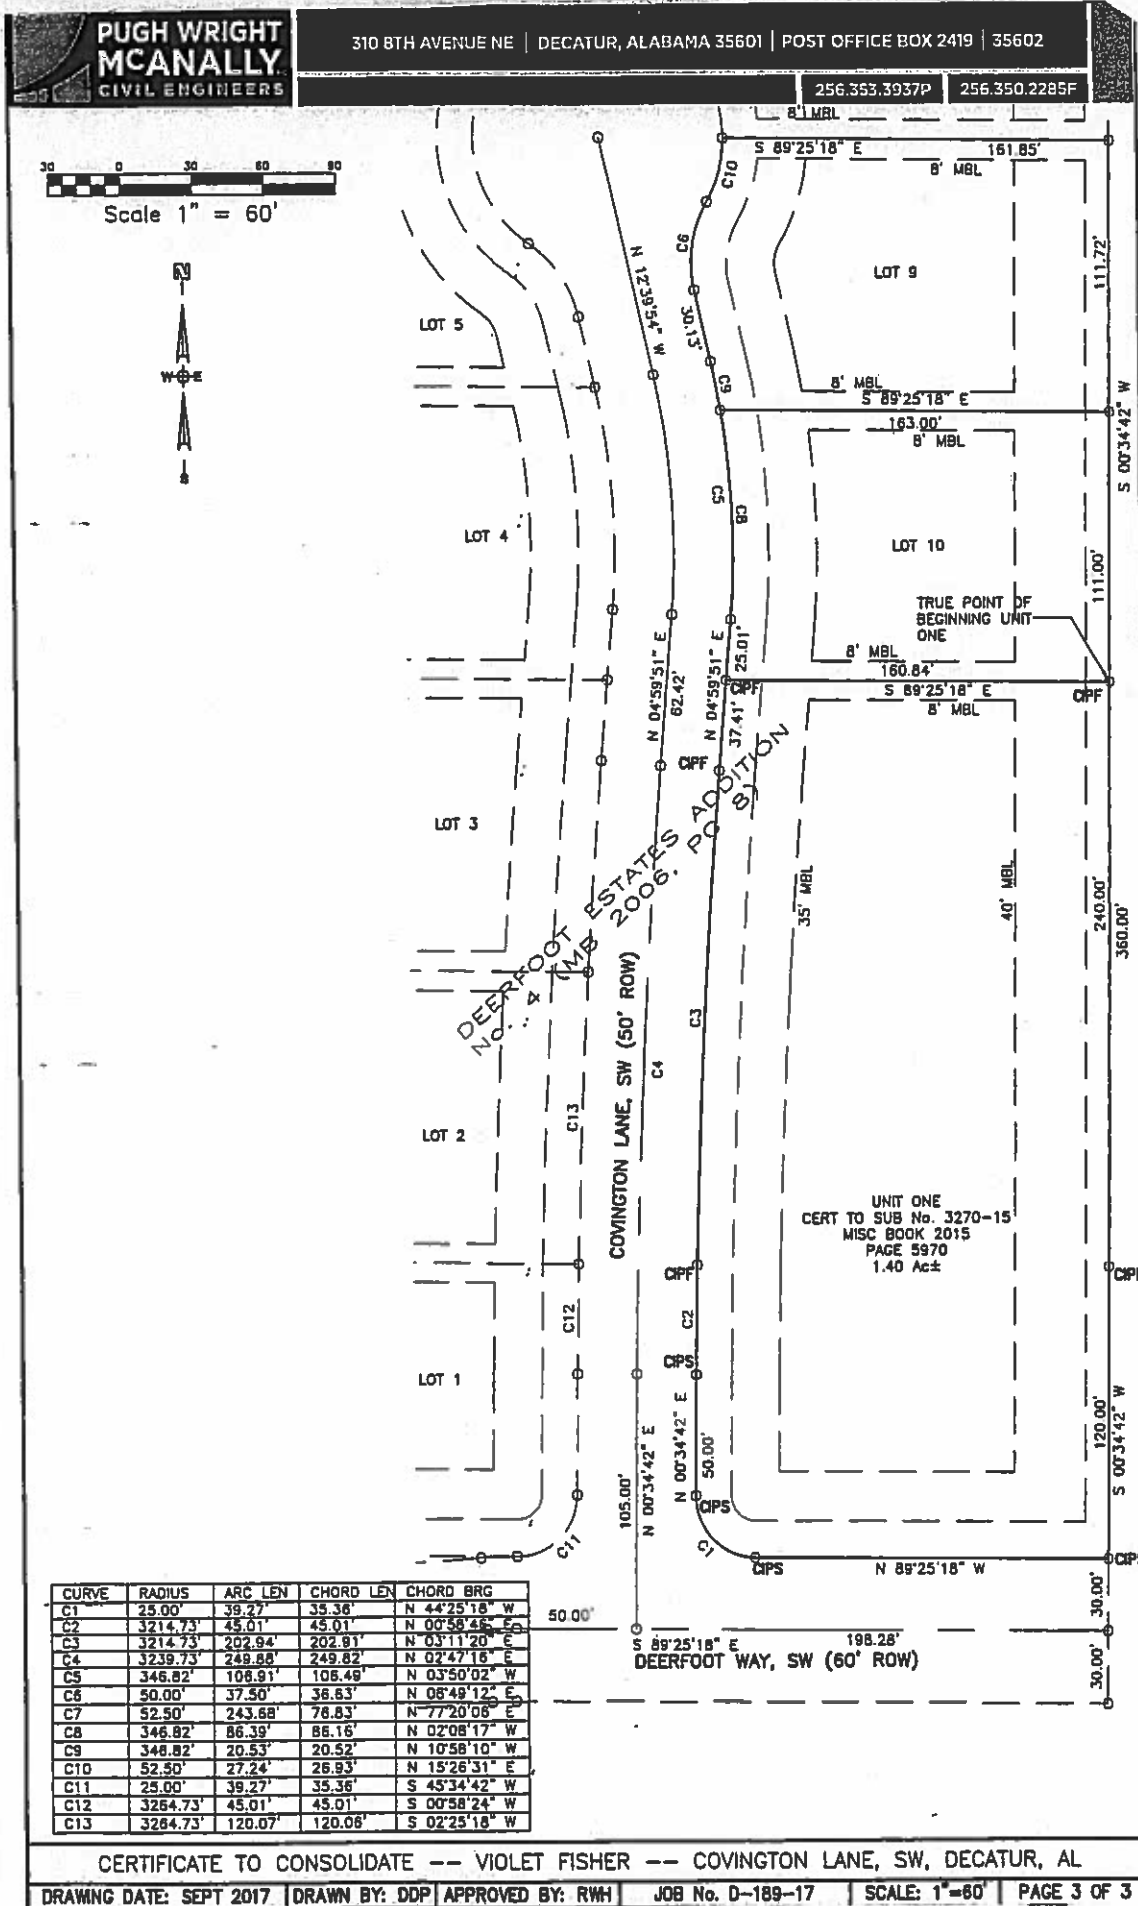 PUGH WRIGHT
MCANALLY
CIVIL ENGINEERS
310 8TH AVENUE NE | DECATUR, ALABAMA 35601 | POST OFFICE BOX 2419 | 35602
256.353.3937P | 256.350.2285F
30 0 30 60 90
Scale 1" = 60'
N
W E
S
8' MBL
S 89°25'18" E 161.85'
8' MBL
C10
C6
LOT 9
111.72'
N 12°39'54" W
30.13'
LOT 5
C9
8' MBL
S 89°25'18" E
163.00'
8' MBL
S 00°34'42" W
C5
C8
LOT 4
LOT 10
111.00'
TRUE POINT OF
BEGINNING UNIT
ONE
8' MBL
160.84'
S 89°25'18" E
8' MBL
CIPF
CIPF
N 04°59'51" E
62.42'
N 04°59'51" E
25.01'
37.41'
CIPF
DEERFOOT ESTATES ADDITION
No. 4 (MB 2006, PG 8)
LOT 3
35' MBL
40' MBL
240.00'
360.00'
COVINGTON LANE, SW (50' ROW)
C3
C4
C13
LOT 2
UNIT ONE
CERT TO SUB No. 3270-15
MISC BOOK 2015
PAGE 5970
1.40 Ac±
CIPF
CIPF
C12
C2
CIPS
LOT 1
105.00'
N 00°34'42" E
N 00°34'42" E
50.00'
120.00'
S 00°34'42" W
CIPS
C11
C1
CIPS
N 89°25'18" W
CIPS
30.00'
50.00'
S 89°25'18" E 198.28'
DEERFOOT WAY, SW (60' ROW)
30.00'
CURVE RADIUS ARC LEN CHORD LEN CHORD BRG
C1 25.00' 39.27' 35.36' N 44°25'18" W
C2 3214.73' 45.01' 45.01' N 00°58'46" E
C3 3214.73' 202.94' 202.91' N 03°11'20" E
C4 3239.73' 249.88' 249.82' N 02°47'16" E
C5 346.82' 106.91' 106.49' N 03°50'02" W
C6 50.00' 37.50' 36.63' N 08°49'12" E
C7 52.50' 243.68' 76.83' N 77°20'06" E
C8 346.82' 86.39' 86.16' N 02°08'17" W
C9 346.82' 20.53' 20.52' N 10°58'10" W
C10 52.50' 27.24' 26.93' N 15°26'31" E
C11 25.00' 39.27' 35.36' S 45°34'42" W
C12 3264.73' 45.01' 45.01' S 00°58'24" W
C13 3264.73' 120.07' 120.06' S 02°25'18" W
CERTIFICATE TO CONSOLIDATE -- VIOLET FISHER -- COVINGTON LANE, SW, DECATUR, AL
DRAWING DATE: SEPT 2017 DRAWN BY: DDP APPROVED BY: RWH JOB No. D-189-17 SCALE: 1"=60' PAGE 3 OF 3